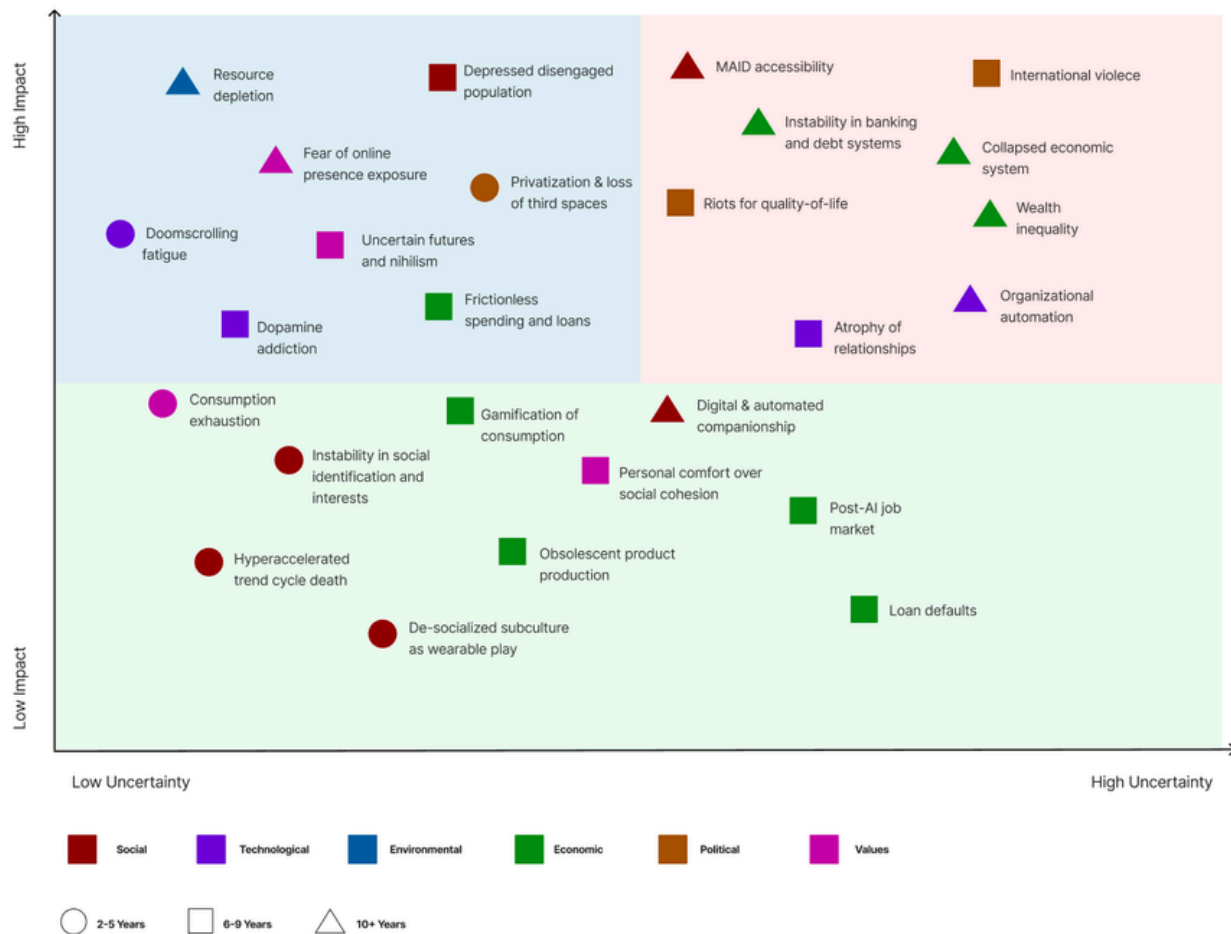 High Impact
Low Impact
Resource
depletion
Depressed disengaged
population
MAID accessibility
International violece
Instability in banking
and debt systems
Collapsed economic
system
Fear of online
presence exposure
Privatization & loss
of third spaces
Riots for quality-of-life
Wealth
inequality
Doomscrolling
fatigue
Uncertain futures
and nihilism
Frictionless
spending and loans
Organizational
automation
Dopamine
addiction
Atrophy of
relationships
Consumption
exhaustion
Gamification of
consumption
Digital & automated
companionship
Instability in social
identification and
interests
Personal comfort over
social cohesion
Post-AI job
market
Hyperaccelerated
trend cycle death
Obsolescent product
production
Loan defaults
De-socialized subculture
as wearable play
Low Uncertainty
High Uncertainty
Social
Technological
Environmental
Economic
Political
Values
2-5 Years
6-9 Years
10+ Years